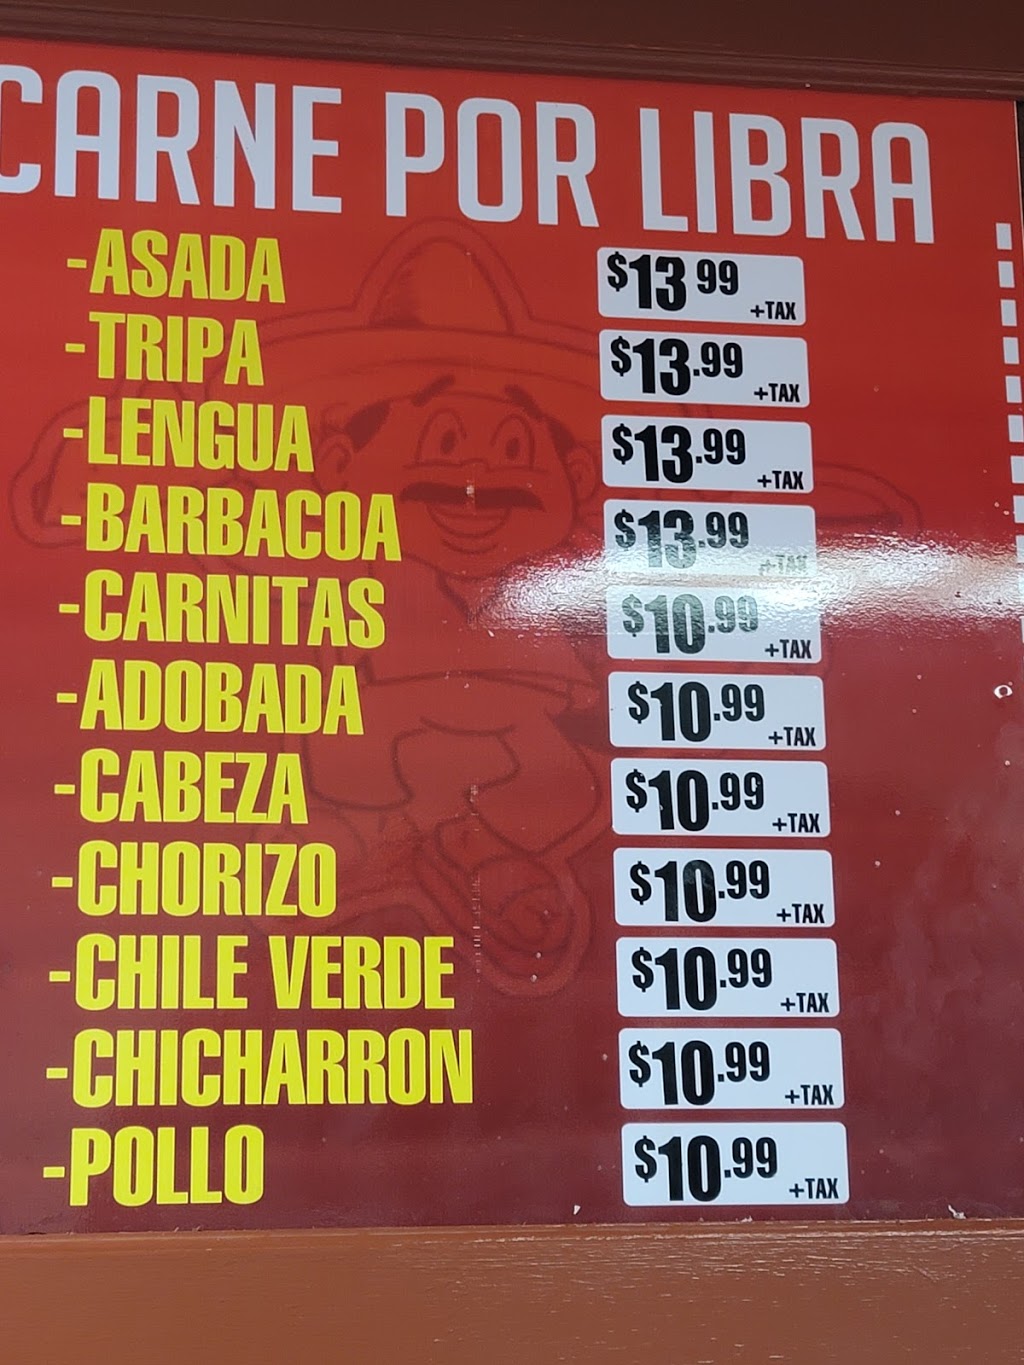 CARNE POR LIBRA
-ASADA $13 99 +TAX
-TRIPA $13.99 +TAX
-LENGUA $13.99 +TAX
-BARBACOA $13.99 +TAX
-CARNITAS $10.99 +TAX
-ADOBADA $10.99 +TAX
-CABEZA $10.99 +TAX
-CHORIZO $10.99 +TAX
-CHILE VERDE $10.99 +TAX
-CHICHARRON $10.99 +TAX
-POLLO $10.99 +TAX